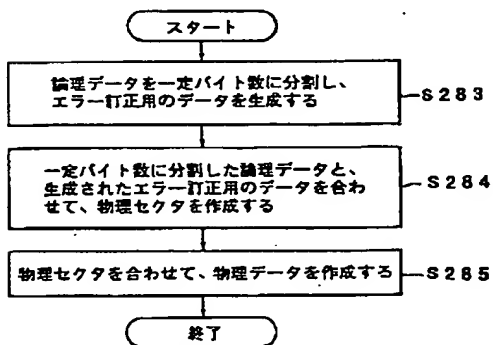 スタート
論理データを一定バイト数に分割し、
エラー訂正用のデータを生成する
S283
一定バイト数に分割した論理データと、
生成されたエラー訂正用のデータを合わ
せて、物理セクタを作成する
S284
物理セクタを合わせて、物理データを作成する
S285
終了